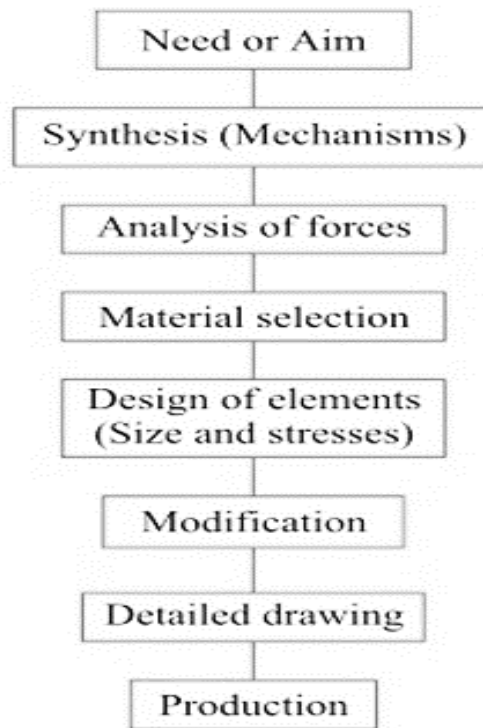 Need or Aim
Synthesis (Mechanisms)
Analysis of forces
Material selection
Design of elements
(Size and stresses)
Modification
Detailed drawing
Production